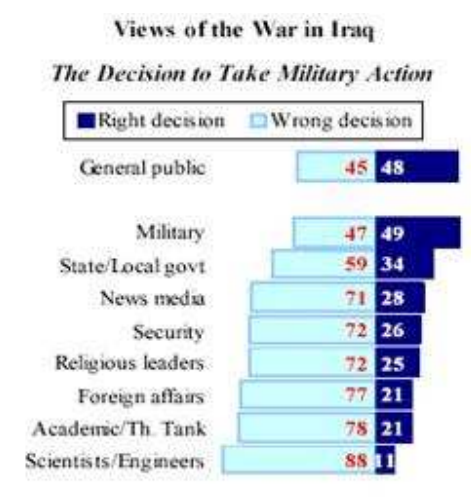 Views of the War in Iraq
The Decision to Take Military Action
Right decision Wrong decision
General public 45 48
Military 47 49
State/Local govt 59 34
News media 71 28
Security 72 26
Religious leaders 72 25
Foreign affairs 77 21
Academic/Th. Tank 78 21
Scientists/Engineers 88 11